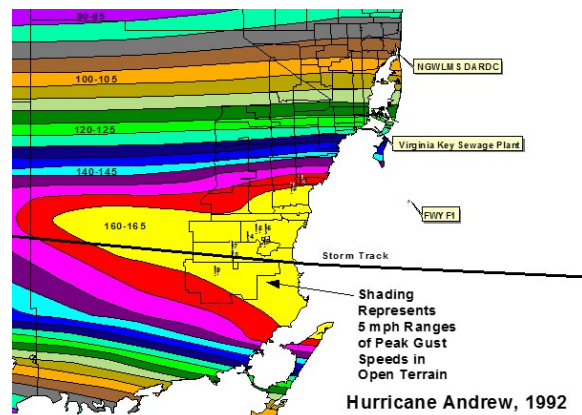 80-85
NGWLMS DARDC
100-105
120-125
Virginia Key Sewage Plant
140-145
FWY F1
160-165
Storm Track
Shading
Represents
5 mph Ranges
of Peak Gust
Speeds in
Open Terrain
Hurricane Andrew, 1992